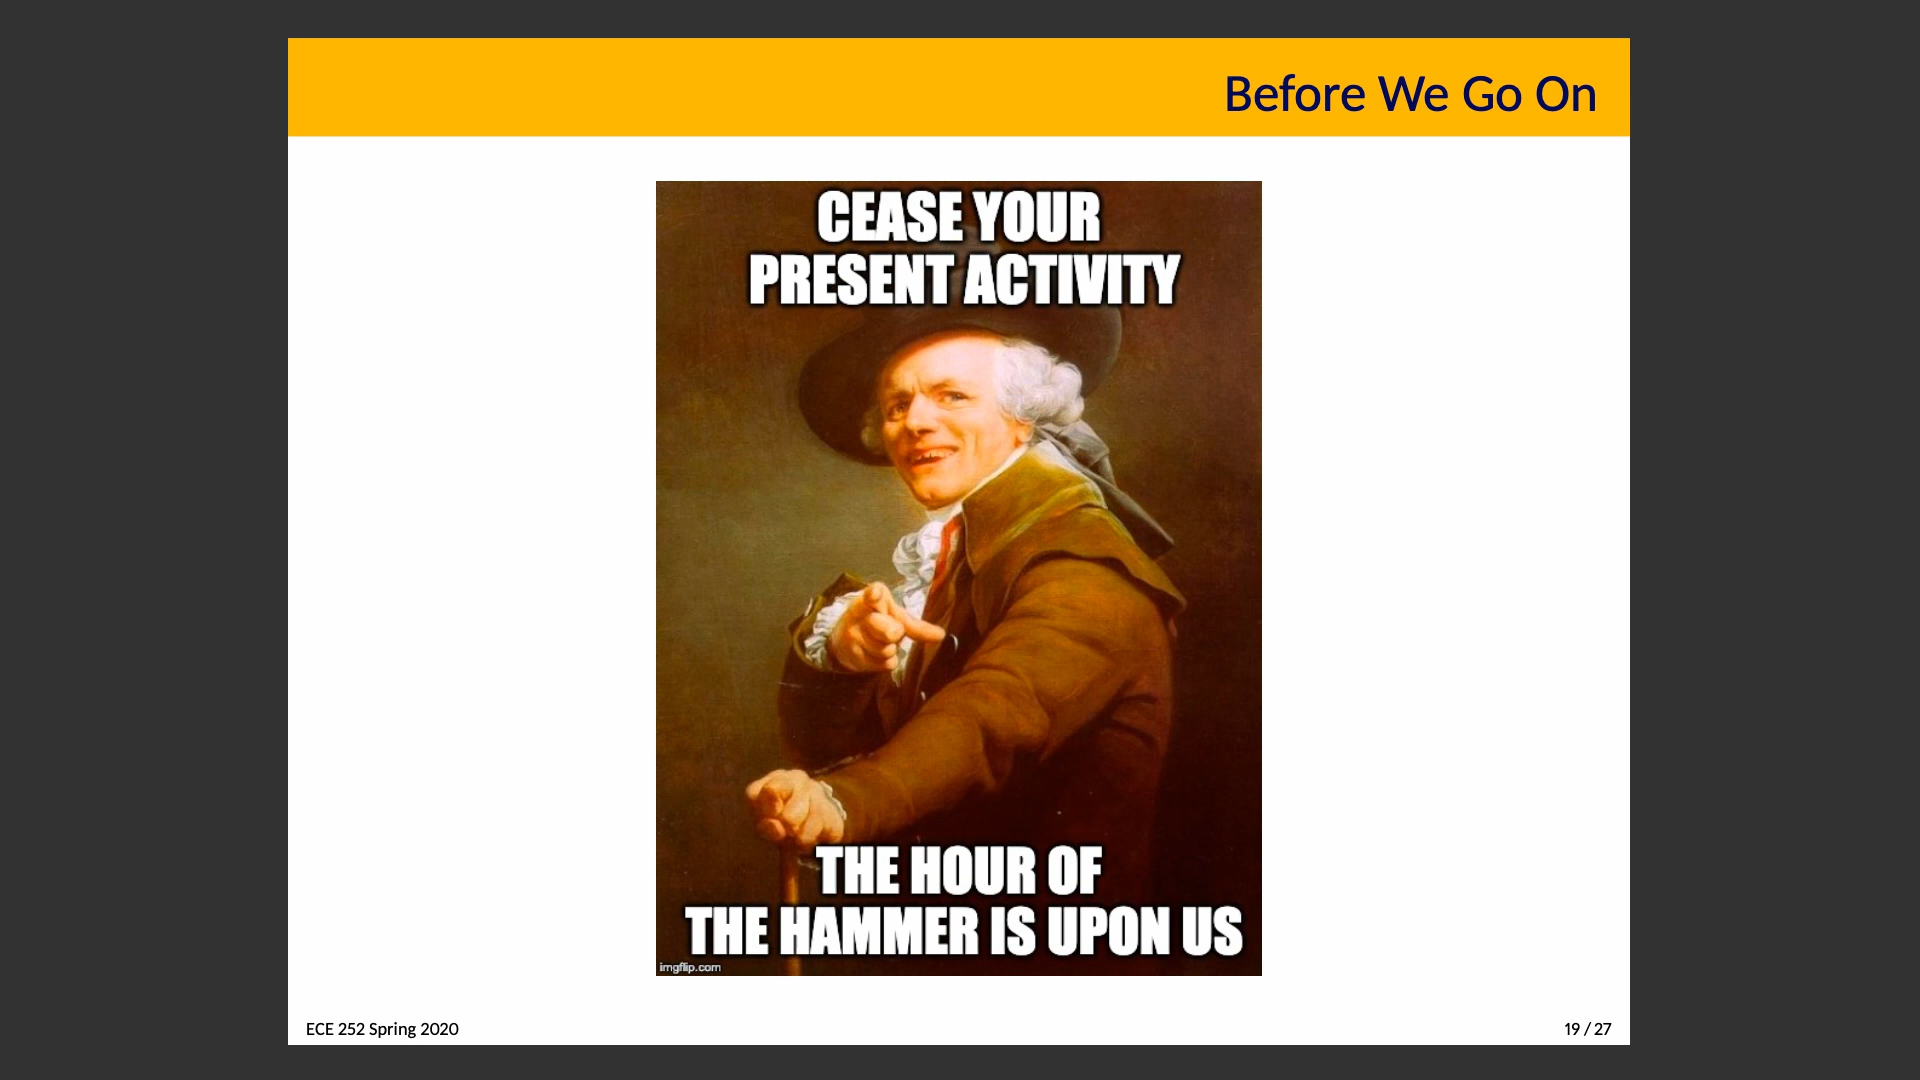 Before We Go On
CEASE YOUR
PRESENT ACTIVITY
THE HOUR OF
THE HAMMER IS UPON US
imgflip.com
ECE 252 Spring 2020
19 / 27